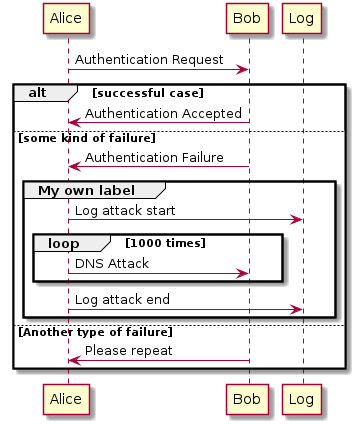 Alice Bob Log
Authentication Request
alt [successful case]
Authentication Accepted
[some kind of failure]
Authentication Failure
My own label
Log attack start
loop [1000 times]
DNS Attack
Log attack end
[Another type of failure]
Please repeat
Alice Bob Log